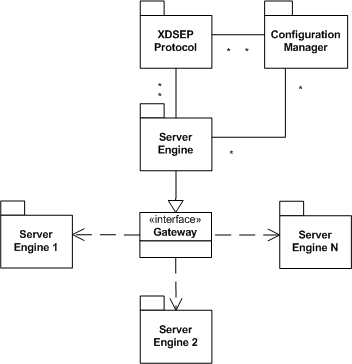 XDSEP
Protocol
Configuration
Manager
*
*
*
*
*
Server
Engine
*
*
«interface»
Gateway
Server
Engine 1
Server
Engine N
Server
Engine 2